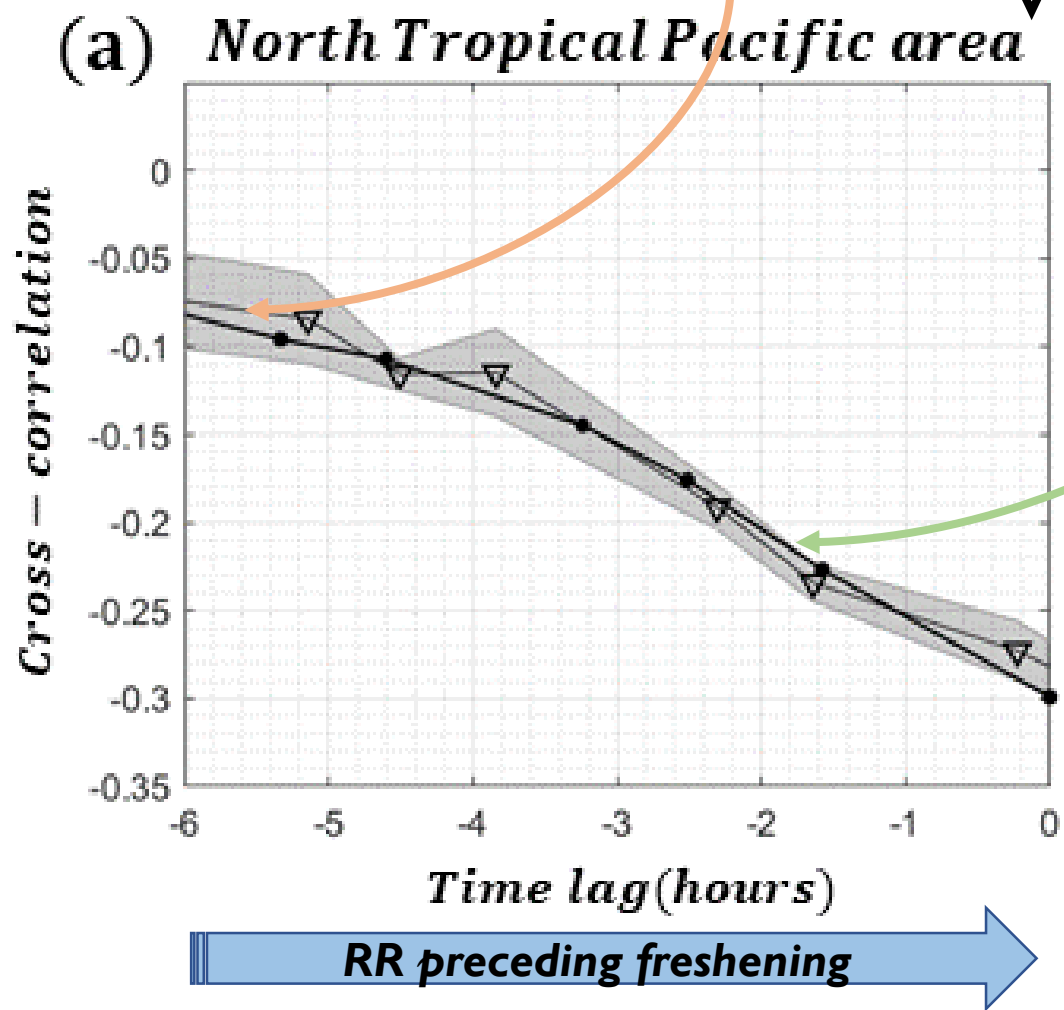 (a) North Tropical Pacific area
0
-0.05
-0.1
-0.15
-0.2
-0.25
-0.3
-0.35
Cross − correlation
-6 -5 -4 -3 -2 -1 0
Time lag(hours)
RR preceding freshening